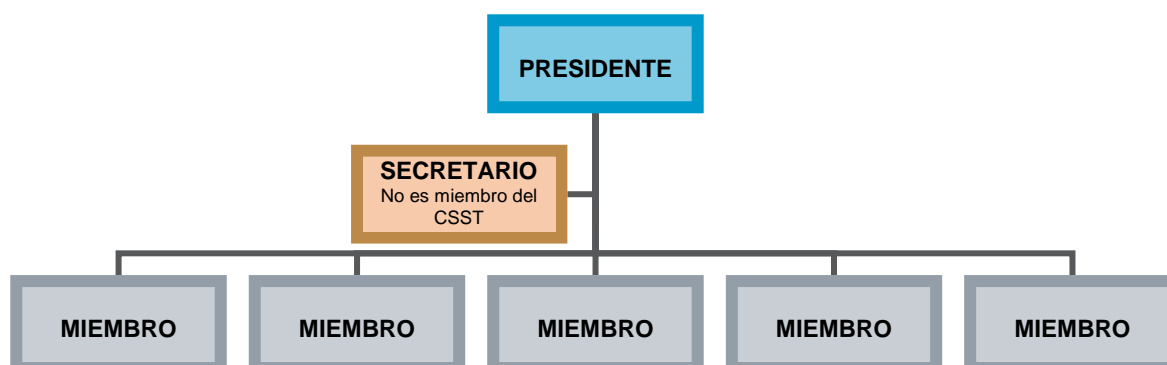 PRESIDENTE
SECRETARIO
No es miembro del
CSST
MIEMBRO
MIEMBRO
MIEMBRO
MIEMBRO
MIEMBRO